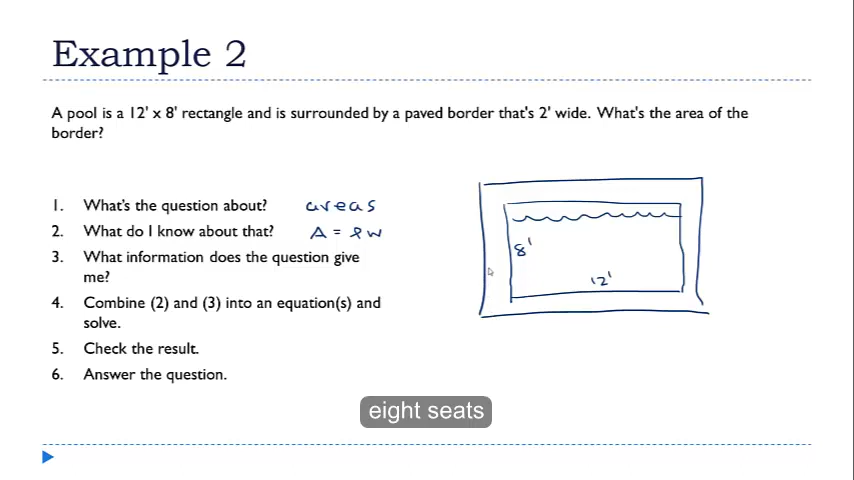 Example 2
A pool is a 12' x 8' rectangle and is surrounded by a paved border that's 2' wide. What's the area of the
border?
1. What's the question about? areas
2. What do I know about that? A = lw
3. What information does the question give
me?
4. Combine (2) and (3) into an equation(s) and
solve.
5. Check the result.
6. Answer the question.
8'
12'
eight seats